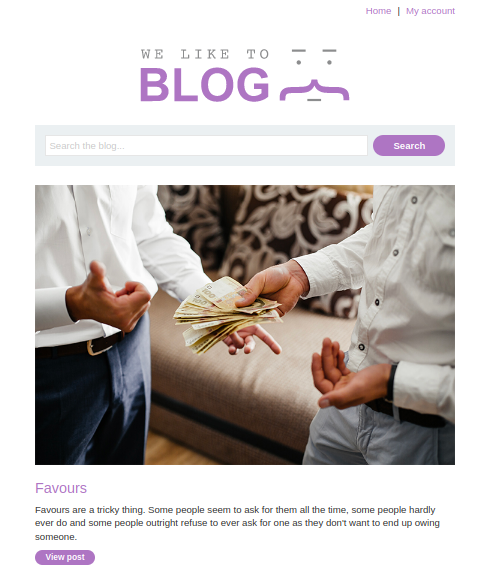 Home | My account
WE LIKE TO
BLOG
Search the blog...
Search
Favours
Favours are a tricky thing. Some people seem to ask for them all the time, some people hardly
ever do and some people outright refuse to ever ask for one as they don't want to end up owing
someone.
View post